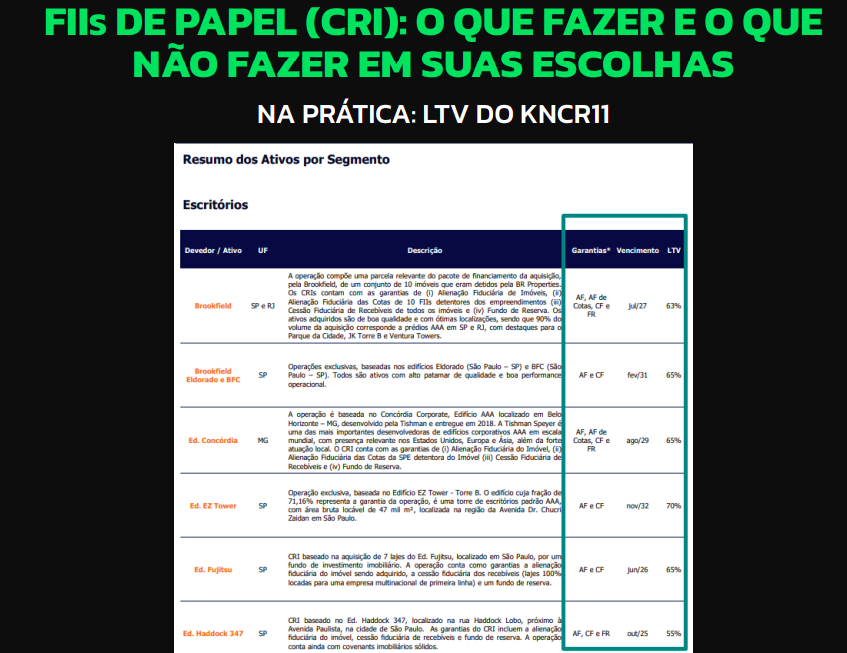 FIIs DE PAPEL (CRI): O QUE FAZER E O QUE
NÃO FAZER EM SUAS ESCOLHAS
NA PRÁTICA: LTV DO KNCR11
Resumo dos Ativos por Segmento
Escritórios
Devedor / Ativo UF Descrição Garantias* Vencimento LTV
Brookfield
SP e RJ
A operação compõe uma parcela relevante do pacote de financiamento da aquisição,
pela Brookfield, de um conjunto de 10 imóveis que eram detidos pela BR Properties.
Os CRIs contam com as garantias de (i) Alienação Fiduciária de Imóveis, (ii)
Alienação Fiduciária das Cotas de 10 FIIs detentores dos empreendimentos (iii)
Cessão Fiduciária de Recebíveis de todos os imóveis e (iv) Fundo de Reserva. Os
ativos adquiridos são de boa qualidade e com ótimas localizações, sendo que 90% do
volume da aquisição corresponde a prédios AAA em SP e RJ, com destaques para o
Parque da Cidade, JK Torre B e Ventura Towers.
AF, AF de
Cotas, CF e
FR
jul/27
63%
Brookfield
Eldorado e BFC
SP
Operações exclusivas, baseadas nos edifícios Eldorado (São Paulo – SP) e BFC (São
Paulo – SP). Todos são ativos com alto patamar de qualidade e boa performance
operacional.
AF e CF
fev/31
65%
Ed. Concórdia
MG
A operação é baseada no Concórdia Corporate, Edifício AAA localizado em Belo
Horizonte – MG, desenvolvido pela Tishman e entregue em 2018. A Tishman Speyer é
uma das mais importantes desenvolvedoras de edifícios corporativos AAA em escala
mundial, com presença relevante nos Estados Unidos, Europa e Ásia, além da forte
atuação local. O CRI conta com as garantias de (i) Alienação Fiduciária do Imóvel, (ii)
Alienação Fiduciária das Cotas da SPE detentora do Imóvel (iii) Cessão Fiduciária de
Recebíveis e (iv) Fundo de Reserva.
AF, AF de
Cotas, CF e
FR
ago/29
65%
Ed. EZ Tower
SP
Operação exclusiva, baseada no Edifício EZ Tower - Torre B. O edifício cuja fração de
71,16% representa a garantia da operação, é uma torre de escritórios padrão AAA,
com área bruta locável de 47 mil m², localizada na região da Avenida Dr. Chucri
Zaidan em São Paulo.
AF e CF
nov/32
70%
Ed. Fujitsu
SP
CRI baseado na aquisição de 7 lajes do Ed. Fujitsu, localizado em São Paulo, por um
fundo de investimento imobiliário. A operação conta como garantias a alienação
fiduciária do imóvel sendo adquirido, a cessão fiduciária dos recebíveis (lajes 100%
locadas para uma empresa multinacional de primeira linha) e um fundo de reserva.
AF e CF
jun/26
65%
Ed. Haddock 347
SP
CRI baseado no Ed. Haddock 347, localizado na rua Haddock Lobo, próximo à
Avenida Paulista, na cidade de São Paulo. As garantias do CRI incluem a alienação
fiduciária do imóvel, cessão fiduciária de recebíveis e fundo de reserva. A operação
conta ainda com covenants imobiliários sólidos.
AF, CF e FR
out/25
55%